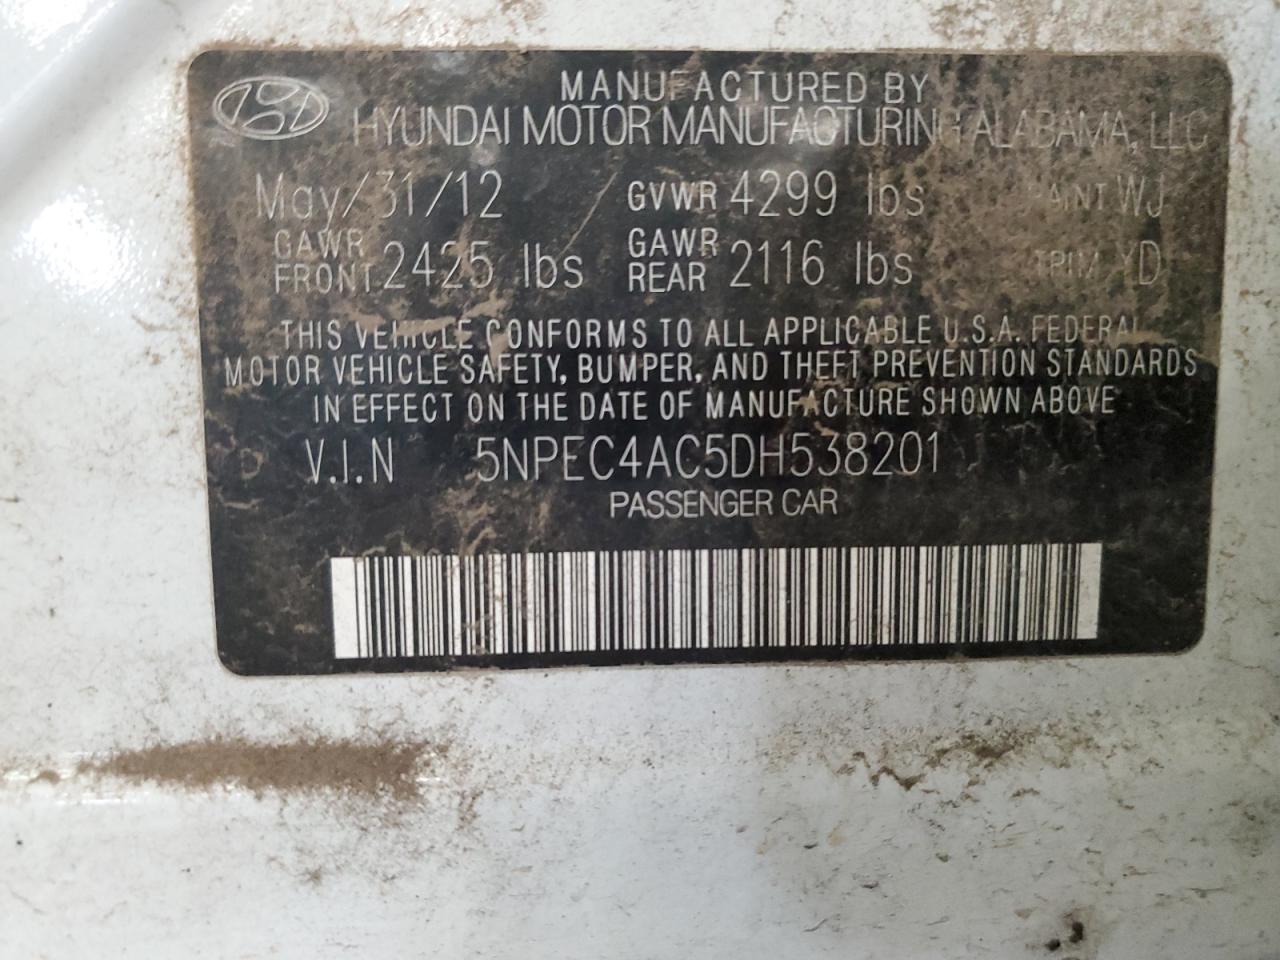 MANUFACTURED BY
HYUNDAI MOTOR MANUFACTURING ALABAMA, LLC
May/31/12 GVWR 4299 lbs PAINT WJ
GAWR FRONT 2425 lbs GAWR REAR 2116 lbs TRIM YD
THIS VEHICLE CONFORMS TO ALL APPLICABLE U.S.A. FEDERAL
MOTOR VEHICLE SAFETY, BUMPER, AND THEFT PREVENTION STANDARDS
IN EFFECT ON THE DATE OF MANUFACTURE SHOWN ABOVE
V.I.N 5NPEC4AC5DH538201
PASSENGER CAR